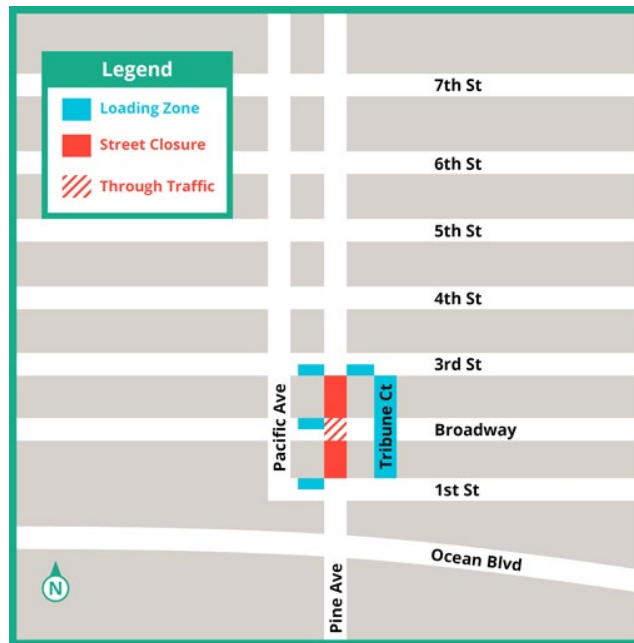 Legend
Loading Zone
Street Closure
Through Traffic
7th St
6th St
5th St
4th St
3rd St
Broadway
1st St
Ocean Blvd
Pacific Ave
Tribune Ct
Pine Ave
N